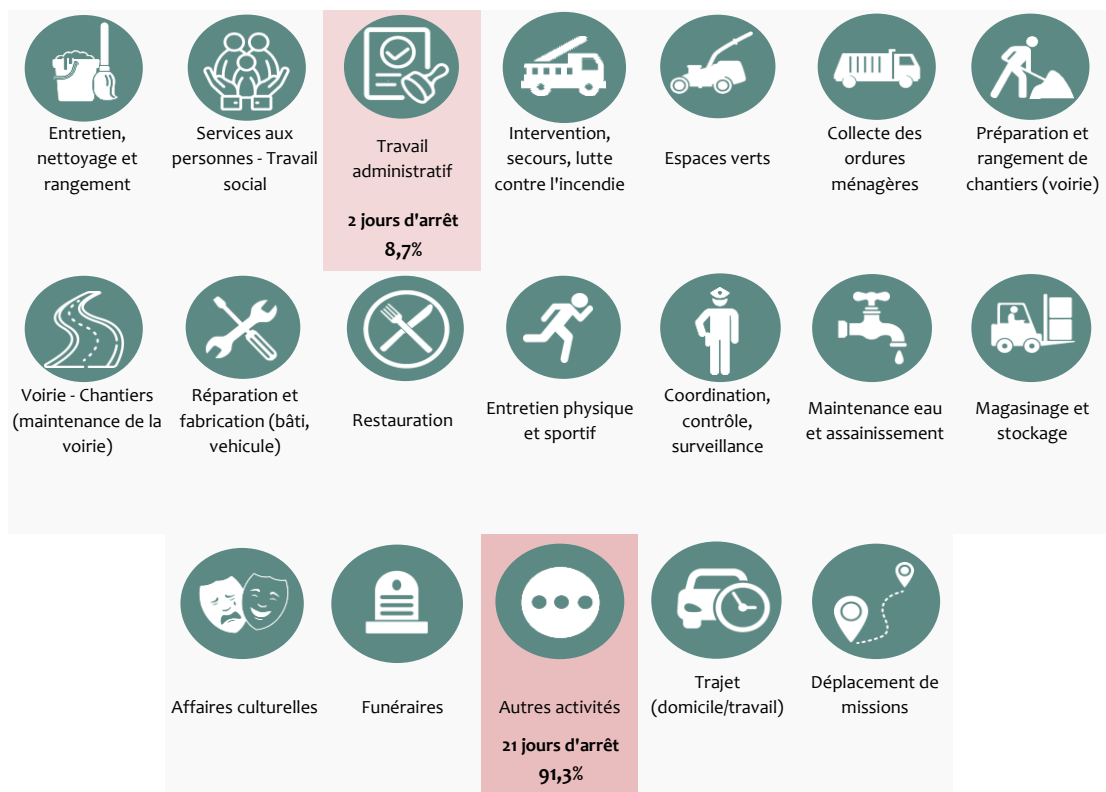 Entretien,
nettoyage et
rangement
Services aux
personnes - Travail
social
Travail
administratif
2 jours d'arrêt
8,7%
Intervention,
secours, lutte
contre l'incendie
Espaces verts
Collecte des
ordures
ménagères
Préparation et
rangement de
chantiers (voirie)
Voirie - Chantiers
(maintenance de la
voirie)
Réparation et
fabrication (bâti,
vehicule)
Restauration
Entretien physique
et sportif
Coordination,
contrôle,
surveillance
Maintenance eau
et assainissement
Magasinage et
stockage
Affaires culturelles
Funéraires
Autres activités
21 jours d'arrêt
91,3%
Trajet
(domicile/travail)
Déplacement de
missions